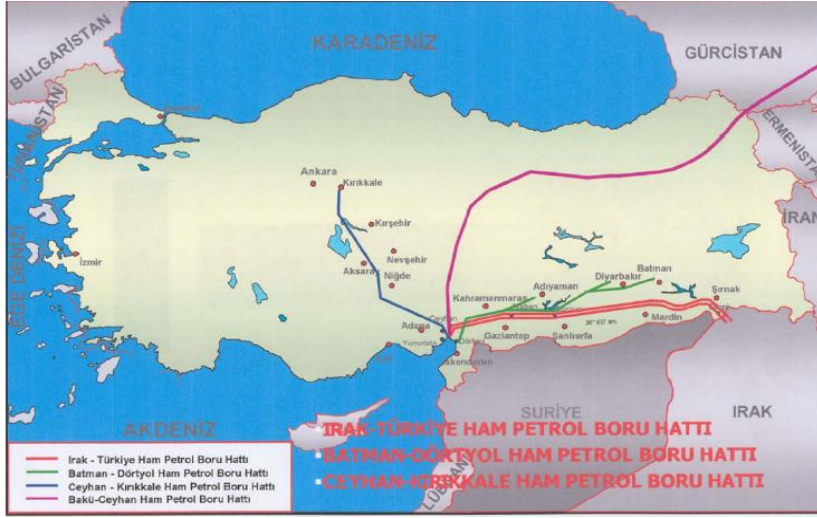 BULGARİSTAN
KARADENİZ
GÜRCİSTAN
ERMENİSTA
İRAN
EGE DENİZİ
Ankara
Kırıkkale
Kırşehir
Nevşehir
Aksaray
Niğde
İzmir
Kahramanmaraş
Adıyaman
Diyarbakır
Batman
Şırnak
Mardin
Adana
Ceyhan
Yumurtalık
Gaziantep
Şanlıurfa
İskenderun
AKDENİZ
SURİYE
IRAK
LÜBNAN
Irak - Türkiye Ham Petrol Boru Hattı
Batman - Dörtyol Ham Petrol Boru Hattı
Ceyhan - Kırıkkale Ham Petrol Boru Hattı
Bakü-Ceyhan Ham Petrol Boru Hattı
IRAK-TÜRKİYE HAM PETROL BORU HATTI
BATMAN-DÖRTYOL HAM PETROL BORU HATTI
CEYHAN-KIRIKKALE HAM PETROL BORU HATTI